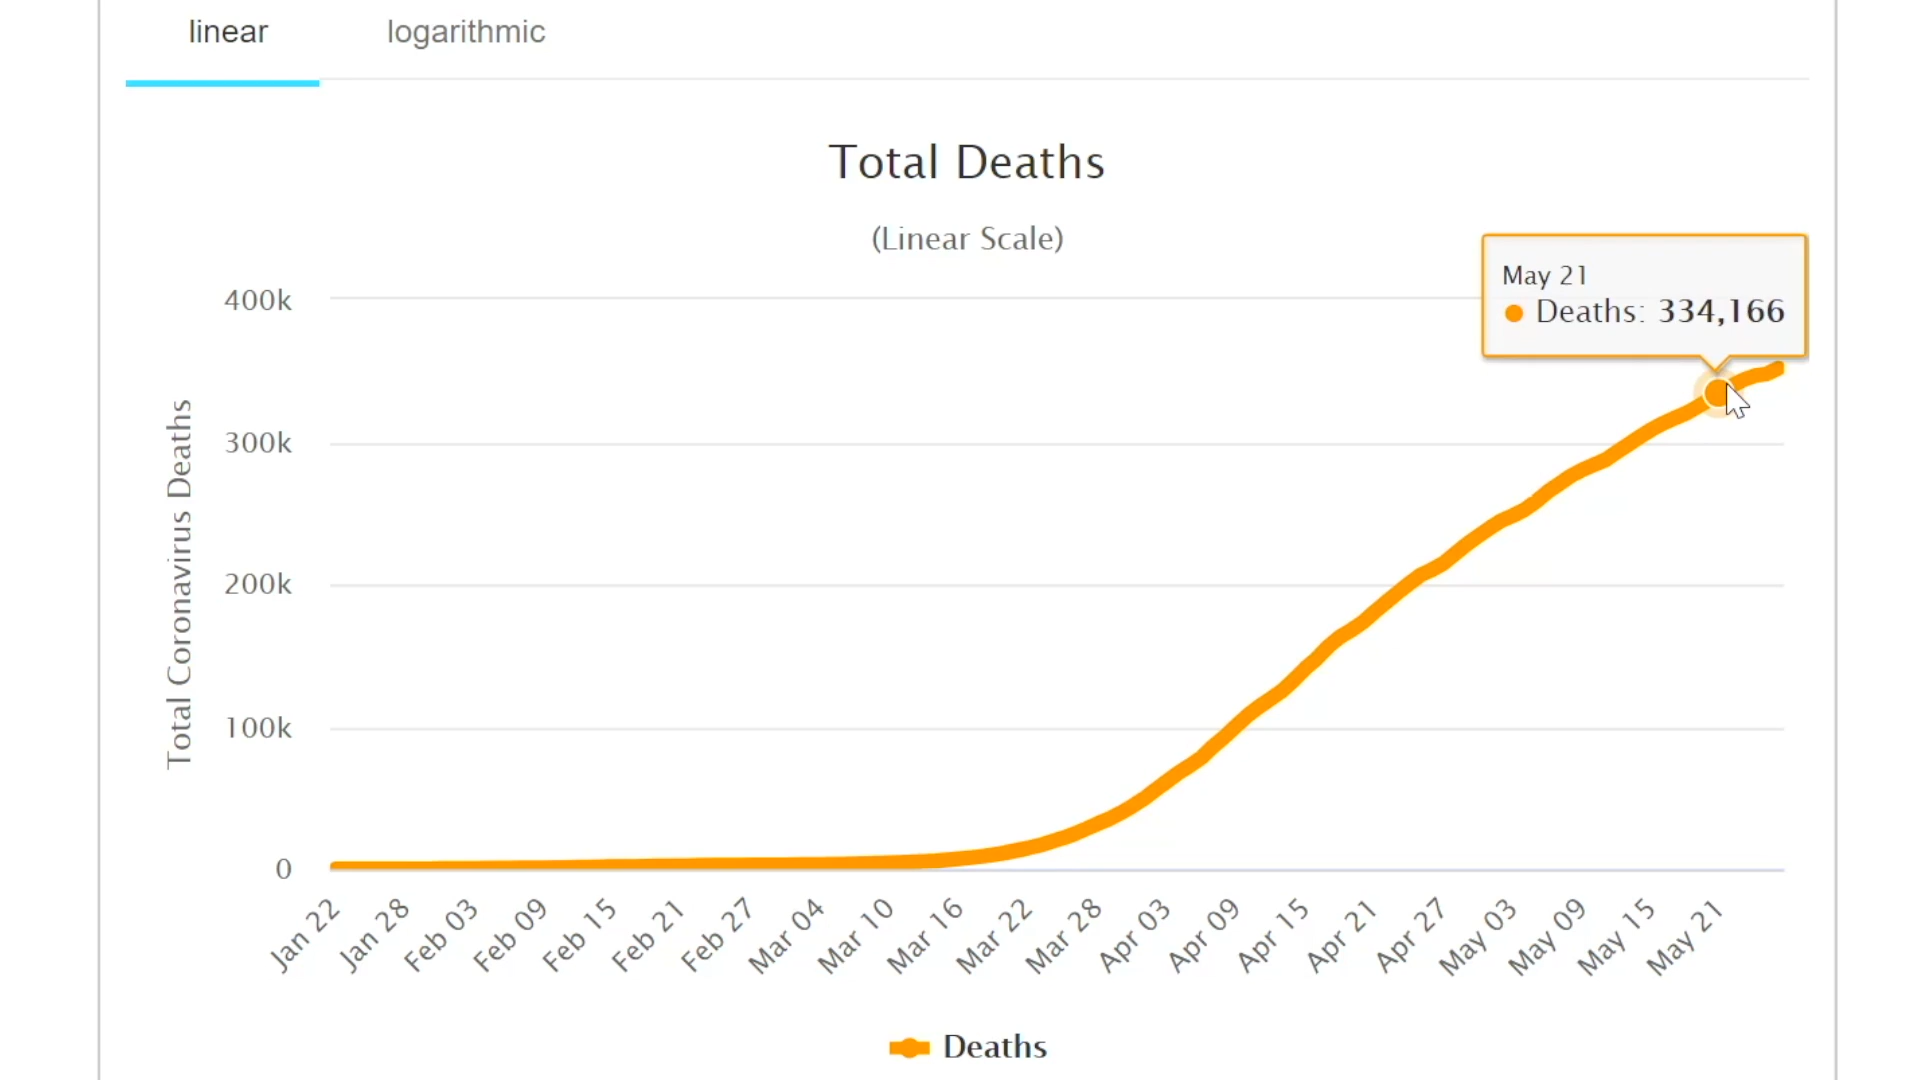 linear logarithmic
Total Deaths
(Linear Scale)
May 21
Deaths: 334,166
Total Coronavirus Deaths
400k
300k
200k
100k
0
Jan 22
Jan 28
Feb 03
Feb 09
Feb 15
Feb 21
Feb 27
Mar 04
Mar 10
Mar 16
Mar 22
Mar 28
Apr 03
Apr 09
Apr 15
Apr 21
Apr 27
May 03
May 09
May 15
May 21
Deaths